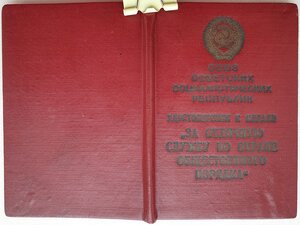 СОЮЗ
СОВЕТСКИХ
СОЦИАЛИСТИЧЕСКИХ
РЕСПУБЛИК
УДОСТОВЕРЕНИЕ К МЕДАЛИ
"ЗА ОТЛИЧНУЮ
СЛУЖБУ ПО ОХРАНЕ
ОБЩЕСТВЕННОГО
ПОРЯДКА"